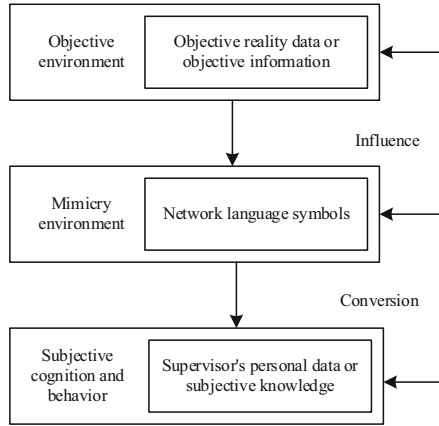 Objective
environment
Objective reality data or
objective information
Influence
Mimicry
environment
Network language symbols
Conversion
Subjective
cognition and
behavior
Supervisor's personal data or
subjective knowledge